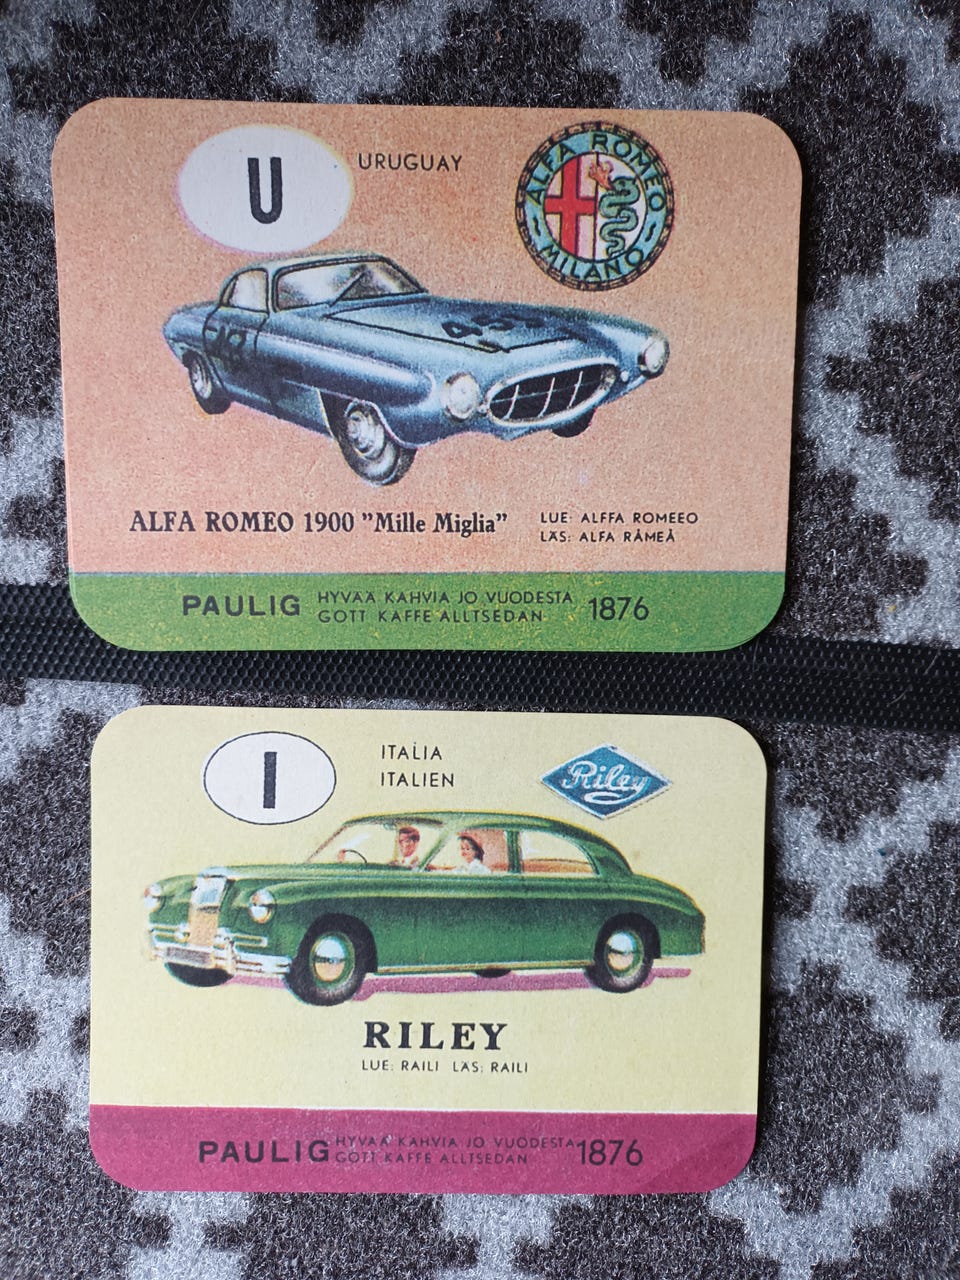 U
URUGUAY
ALFA ROMEO
MILANO
ALFA ROMEO 1900 "Mille Miglia"
LUE: ALFFA ROMEEO
LÄS: ALFA RÅMEÅ
PAULIG
HYVÄÄ KAHVIA JO VUODESTA
GOTT KAFFE ALLTSEDAN
1876
I
ITALIA
ITALIEN
Riley
RILEY
LUE: RAILI LÄS: RAILI
PAULIG
HYVÄÄ KAHVIA JO VUODESTA
GOTT KAFFE ALLTSEDAN
1876